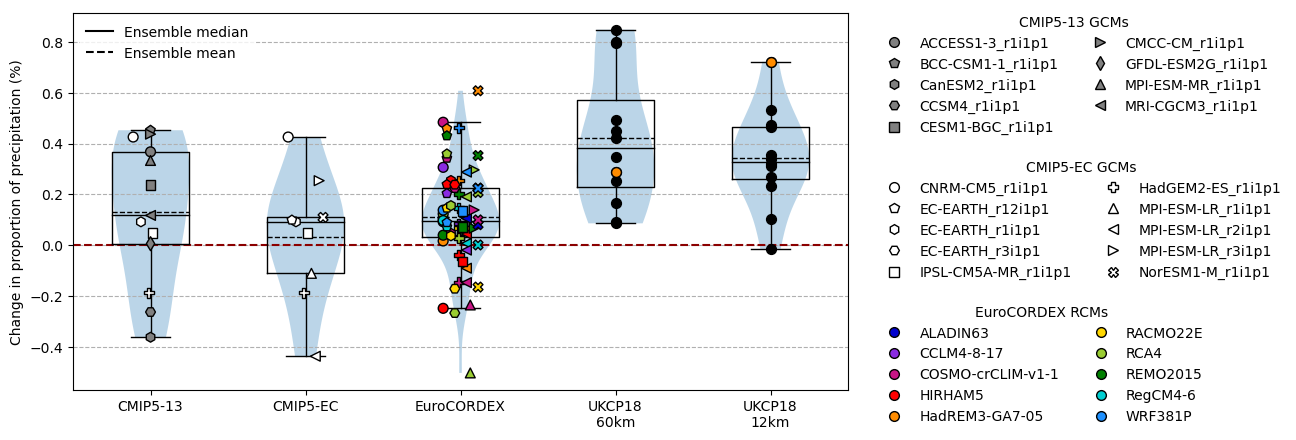 Change in proportion of precipitation (%)
0.8
0.6
0.4
0.2
0.0
−0.2
−0.4
Ensemble median
Ensemble mean
CMIP5-13
CMIP5-EC
EuroCORDEX
UKCP18
60km
UKCP18
12km
CMIP5-13 GCMs
ACCESS1-3_r1i1p1
BCC-CSM1-1_r1i1p1
CanESM2_r1i1p1
CCSM4_r1i1p1
CESM1-BGC_r1i1p1
CMCC-CM_r1i1p1
GFDL-ESM2G_r1i1p1
MPI-ESM-MR_r1i1p1
MRI-CGCM3_r1i1p1
CMIP5-EC GCMs
CNRM-CM5_r1i1p1
EC-EARTH_r12i1p1
EC-EARTH_r1i1p1
EC-EARTH_r3i1p1
IPSL-CM5A-MR_r1i1p1
HadGEM2-ES_r1i1p1
MPI-ESM-LR_r1i1p1
MPI-ESM-LR_r2i1p1
MPI-ESM-LR_r3i1p1
NorESM1-M_r1i1p1
EuroCORDEX RCMs
ALADIN63
CCLM4-8-17
COSMO-crCLIM-v1-1
HIRHAM5
HadREM3-GA7-05
RACMO22E
RCA4
REMO2015
RegCM4-6
WRF381P